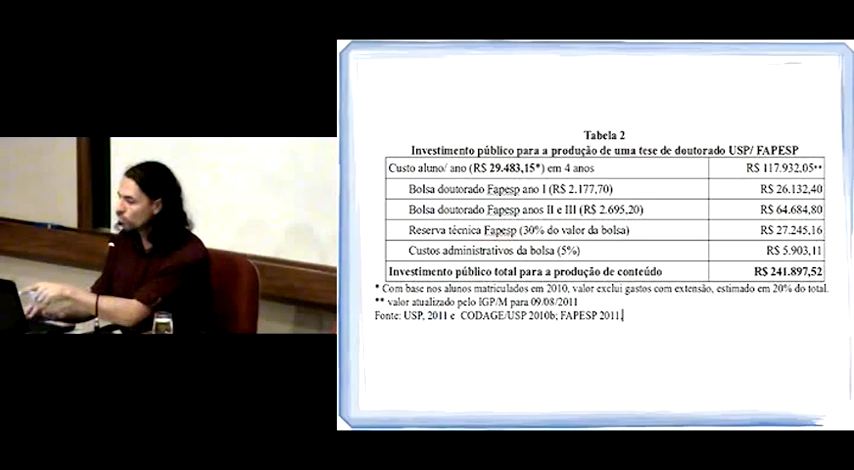 Tabela 2
Investimento público para a produção de uma tese de doutorado USP/ FAPESP
Custo aluno/ ano (R$ 29.483,15*) em 4 anos R$ 117.932,05**
Bolsa doutorado Fapesp ano I (R$ 2.177,70) R$ 26.132,40
Bolsa doutorado Fapesp anos II e III (R$ 2.695,20) R$ 64.684,80
Reserva técnica Fapesp (30% do valor da bolsa) R$ 27.245,16
Custos administrativos da bolsa (5%) R$ 5.903,11
Investimento público total para a produção de conteúdo R$ 241.897,52
* Com base nos alunos matriculados em 2010, valor exclui gastos com extensão, estimado em 20% do total.
** valor atualizado pelo IGP/M para 09/08/2011
Fonte: USP, 2011 e CODAGE/USP 2010b; FAPESP 2011.